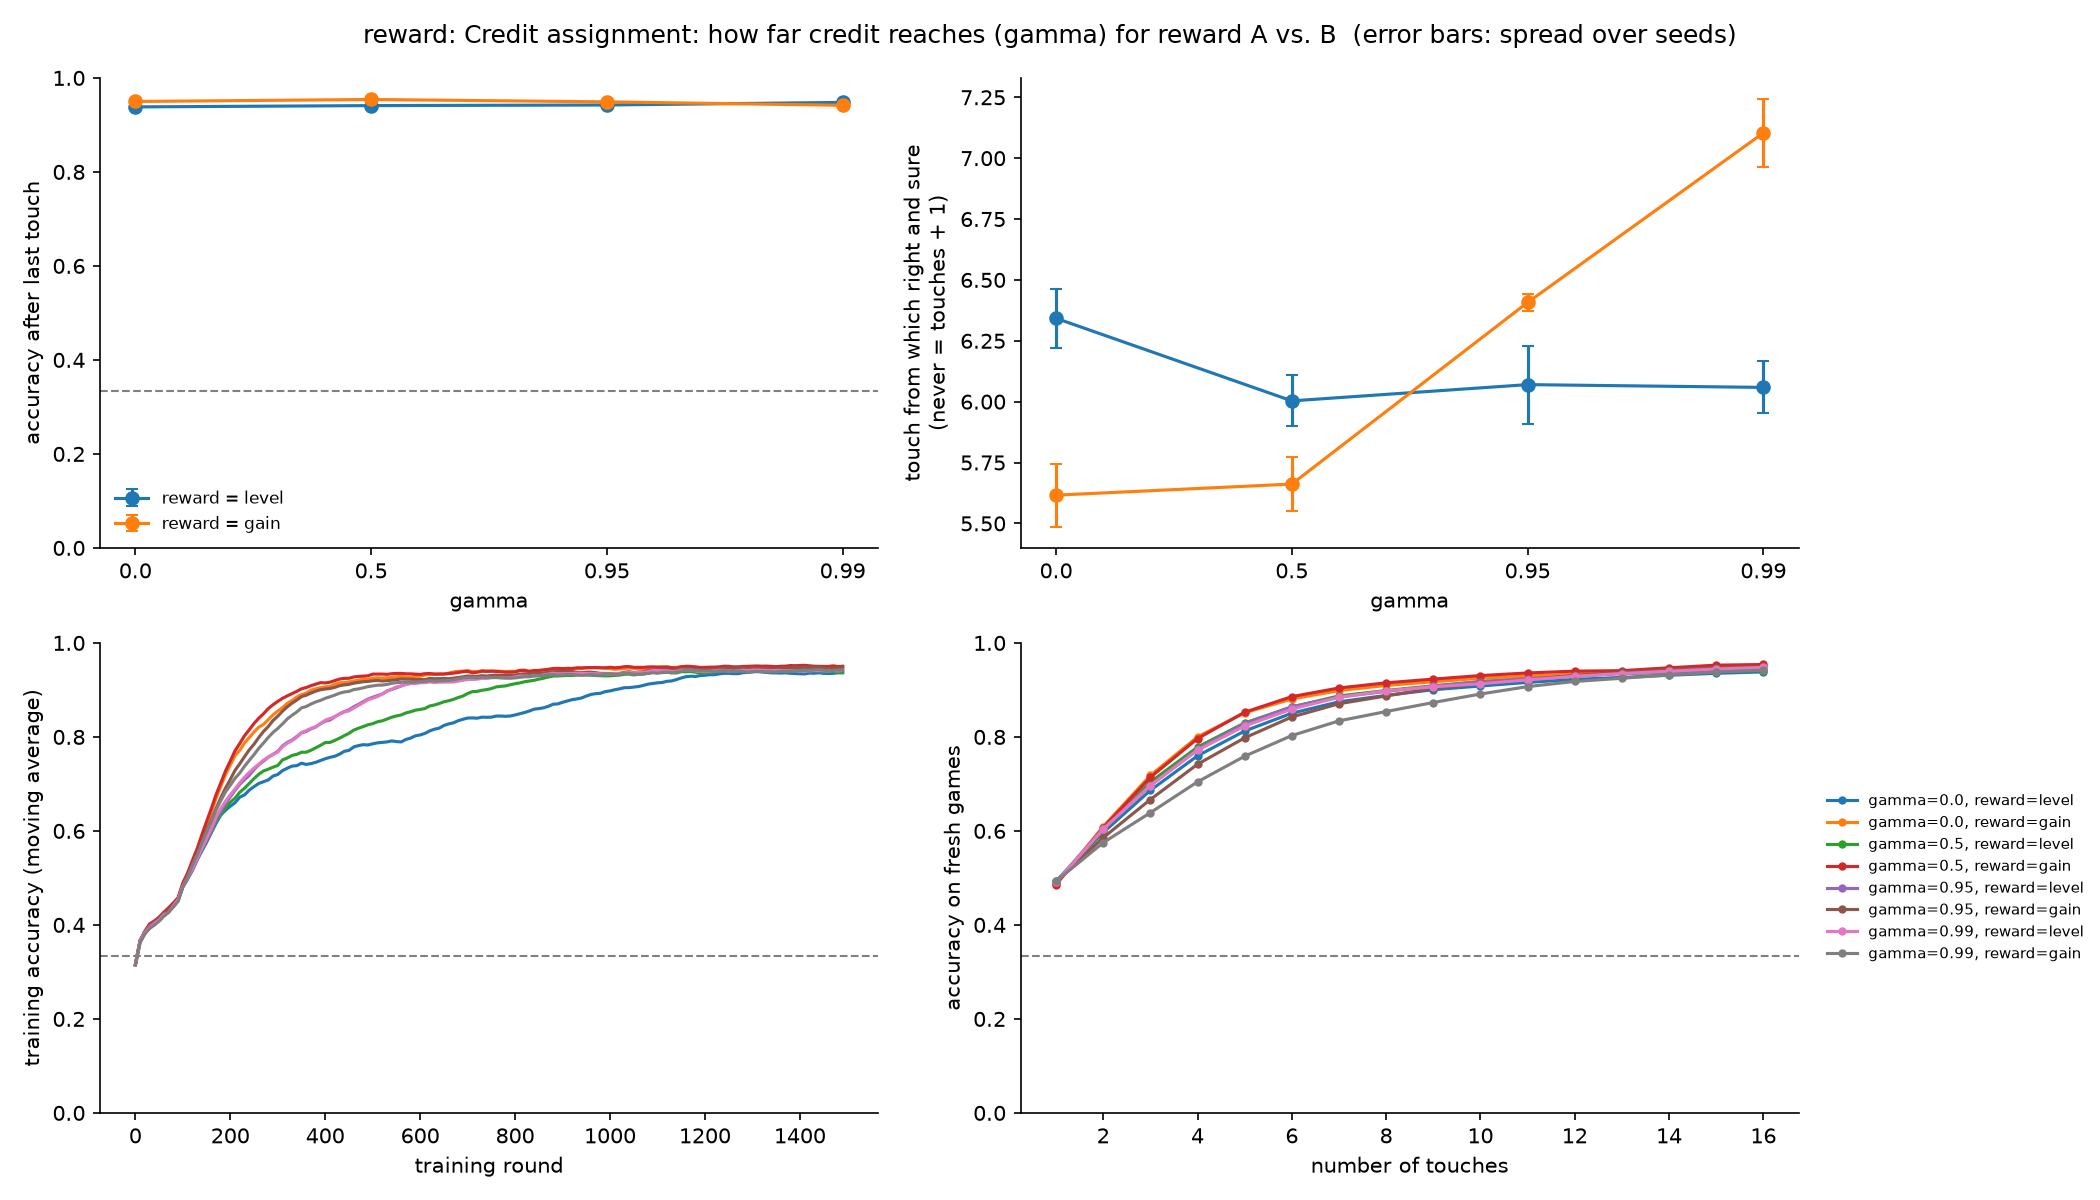 reward: Credit assignment: how far credit reaches (gamma) for reward A vs. B  (error bars: spread over seeds)
accuracy after last touch
1.0
0.8
0.6
0.4
0.2
0.0
reward = level
reward = gain
0.0 0.5 0.95 0.99
gamma
touch from which right and sure
(never = touches + 1)
7.25
7.00
6.75
6.50
6.25
6.00
5.75
5.50
0.0 0.5 0.95 0.99
gamma
training accuracy (moving average)
1.0
0.8
0.6
0.4
0.2
0.0
0 200 400 600 800 1000 1200 1400
training round
accuracy on fresh games
1.0
0.8
0.6
0.4
0.2
0.0
2 4 6 8 10 12 14 16
number of touches
gamma=0.0, reward=level
gamma=0.0, reward=gain
gamma=0.5, reward=level
gamma=0.5, reward=gain
gamma=0.95, reward=level
gamma=0.95, reward=gain
gamma=0.99, reward=level
gamma=0.99, reward=gain